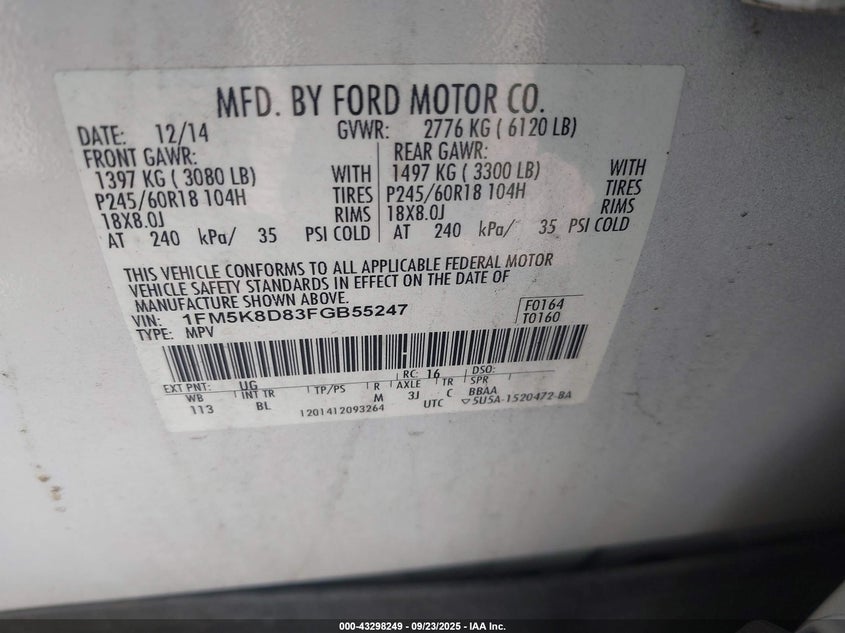 MFD. BY FORD MOTOR CO.
DATE: 12/14 GVWR: 2776 KG ( 6120 LB)
FRONT GAWR: REAR GAWR:
1397 KG ( 3080 LB) WITH 1497 KG ( 3300 LB) WITH
P245/60R18 104H TIRES P245/60R18 104H TIRES
18X8.0J RIMS 18X8.0J RIMS
AT 240 kPa/ 35 PSI COLD AT 240 kPa/ 35 PSI COLD
THIS VEHICLE CONFORMS TO ALL APPLICABLE FEDERAL MOTOR
VEHICLE SAFETY STANDARDS IN EFFECT ON THE DATE OF
MANUFACTURE SHOWN ABOVE.
VIN: 1FM5K8D83FGB55247 F0164
TYPE: MPV T0160
EXT PNT: UG RC: 16 DSO:
WB INT TR TP/PS R AXLE TR SPR
113 BL M 3J C BBAA
1201412093264 UTC ▽5U5A-1520472-BA
000-43298249 - 09/23/2025 - IAA Inc.